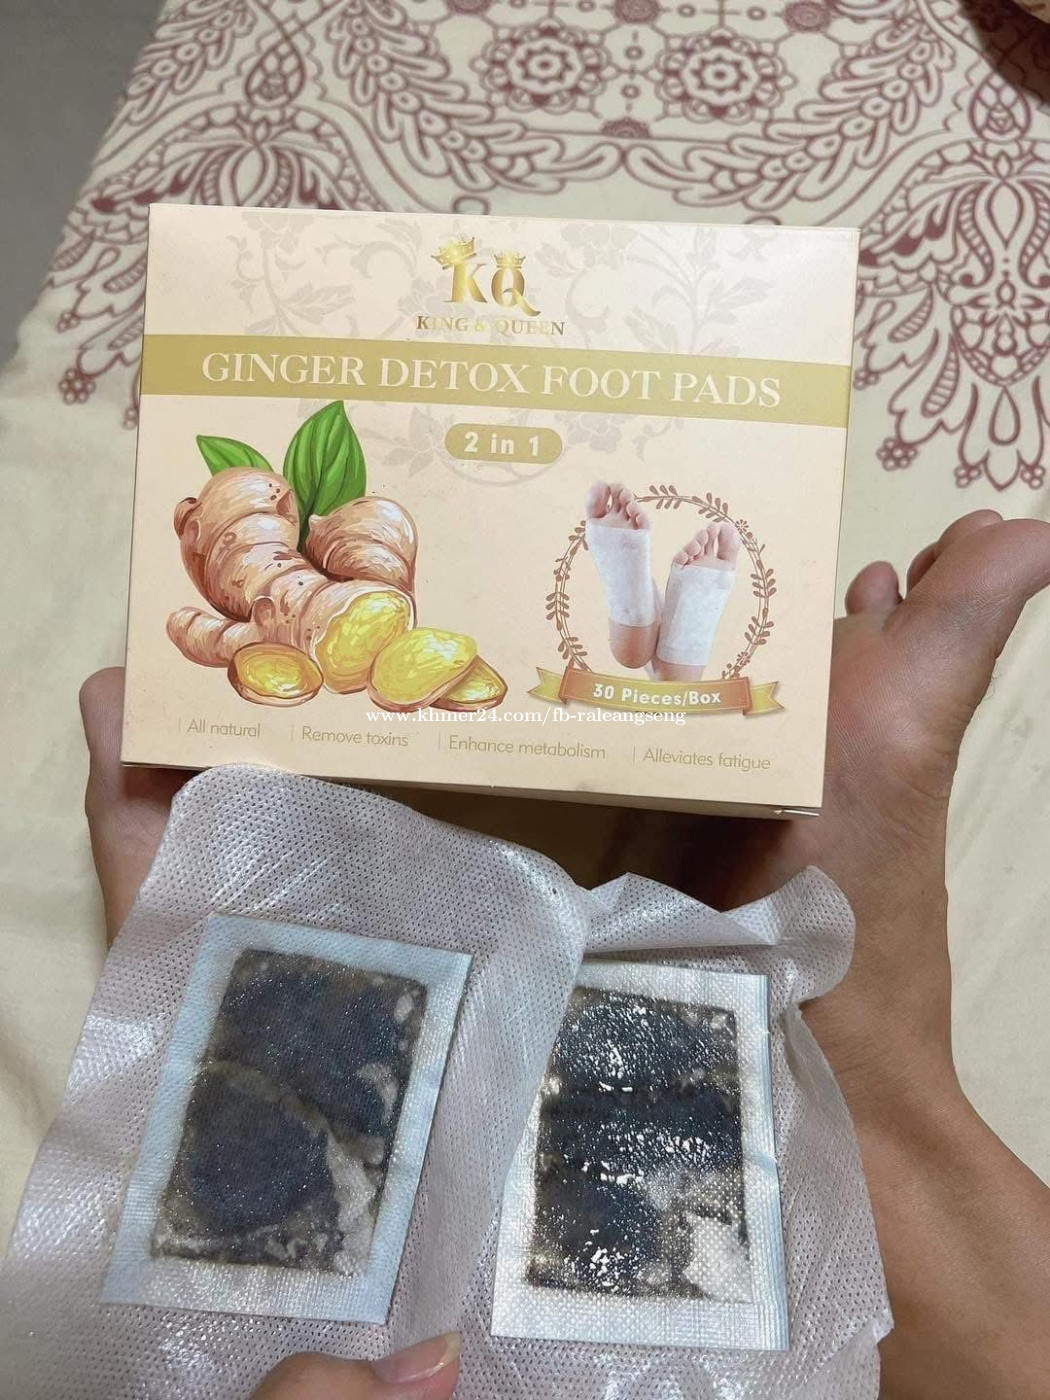 KQ
KING & QUEEN
GINGER DETOX FOOT PADS
2 in 1
30 Pieces/Box
www.khmer24.com/fb-raleangseng
All natural | Remove toxins | Enhance metabolism | Alleviates fatigue